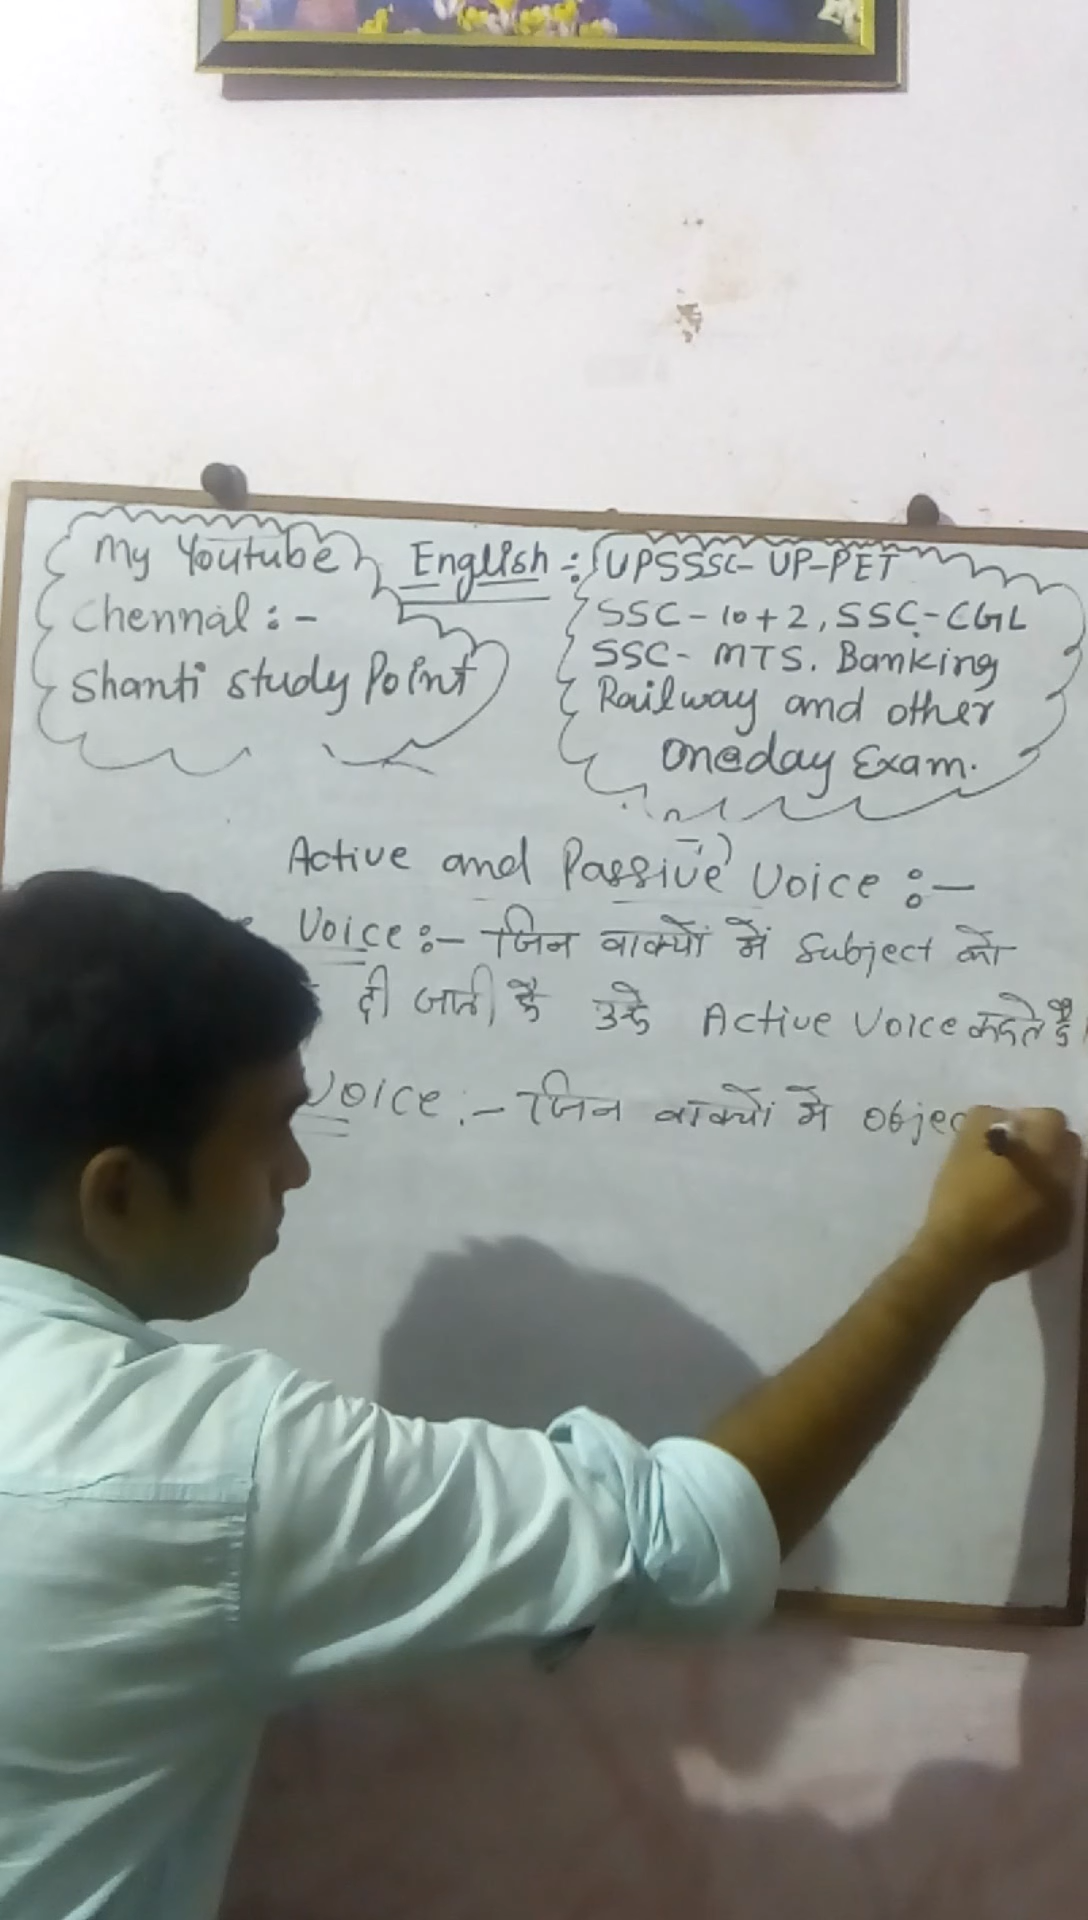 My Youtube
Chennal :-
Shanti study Point
English :-
UPSSSC- UP-PET
SSC - 10+2, SSC-CGL
SSC- MTS. Banking
Railway and other
oneday Exam.
Active and Passive Voice :-
Voice :- जिन वाक्यों में Subject को
दी जाती है उन्हे Active Voice कहते है।
Voice :- जिन वाक्यों मे Objec